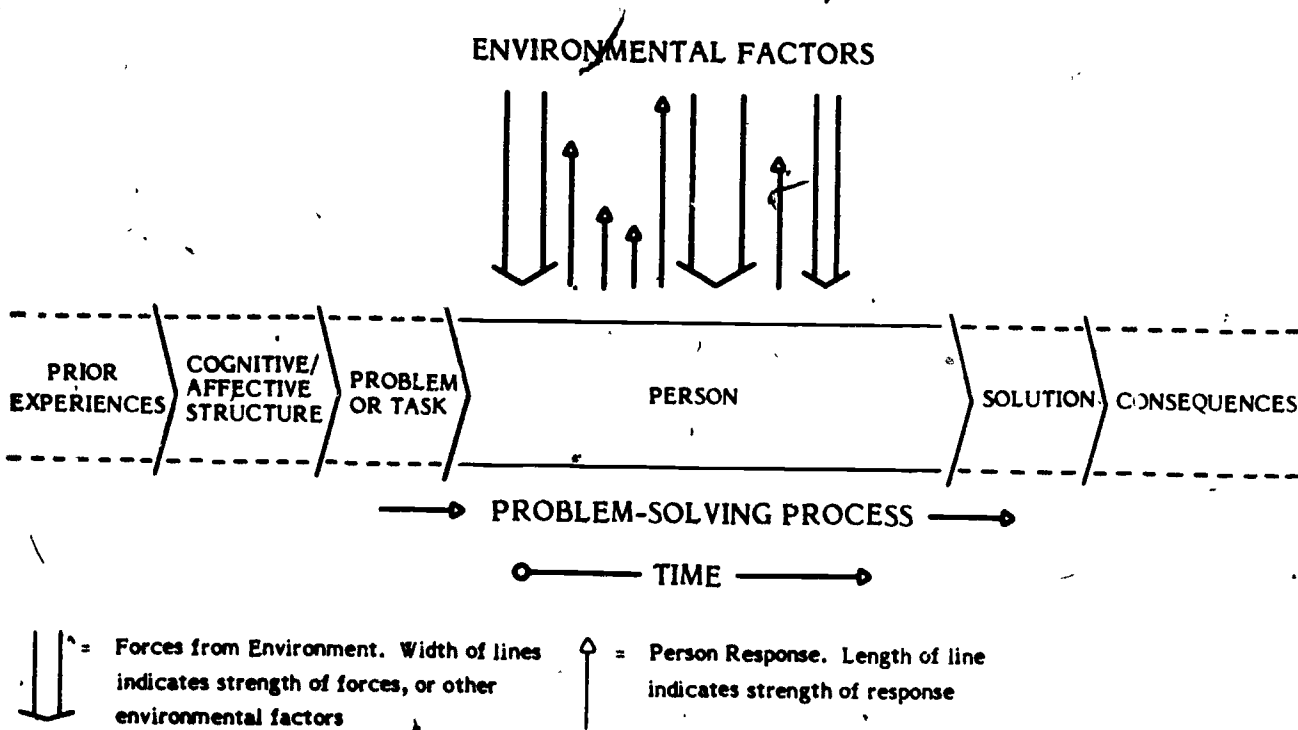 ENVIRONMENTAL FACTORS
PRIOR
EXPERIENCES
COGNITIVE/
AFFECTIVE
STRUCTURE
PROBLEM
OR TASK
PERSON
SOLUTION
CONSEQUENCES
PROBLEM-SOLVING PROCESS
TIME
= Forces from Environment. Width of lines
indicates strength of forces, or other
environmental factors
= Person Response. Length of line
indicates strength of response